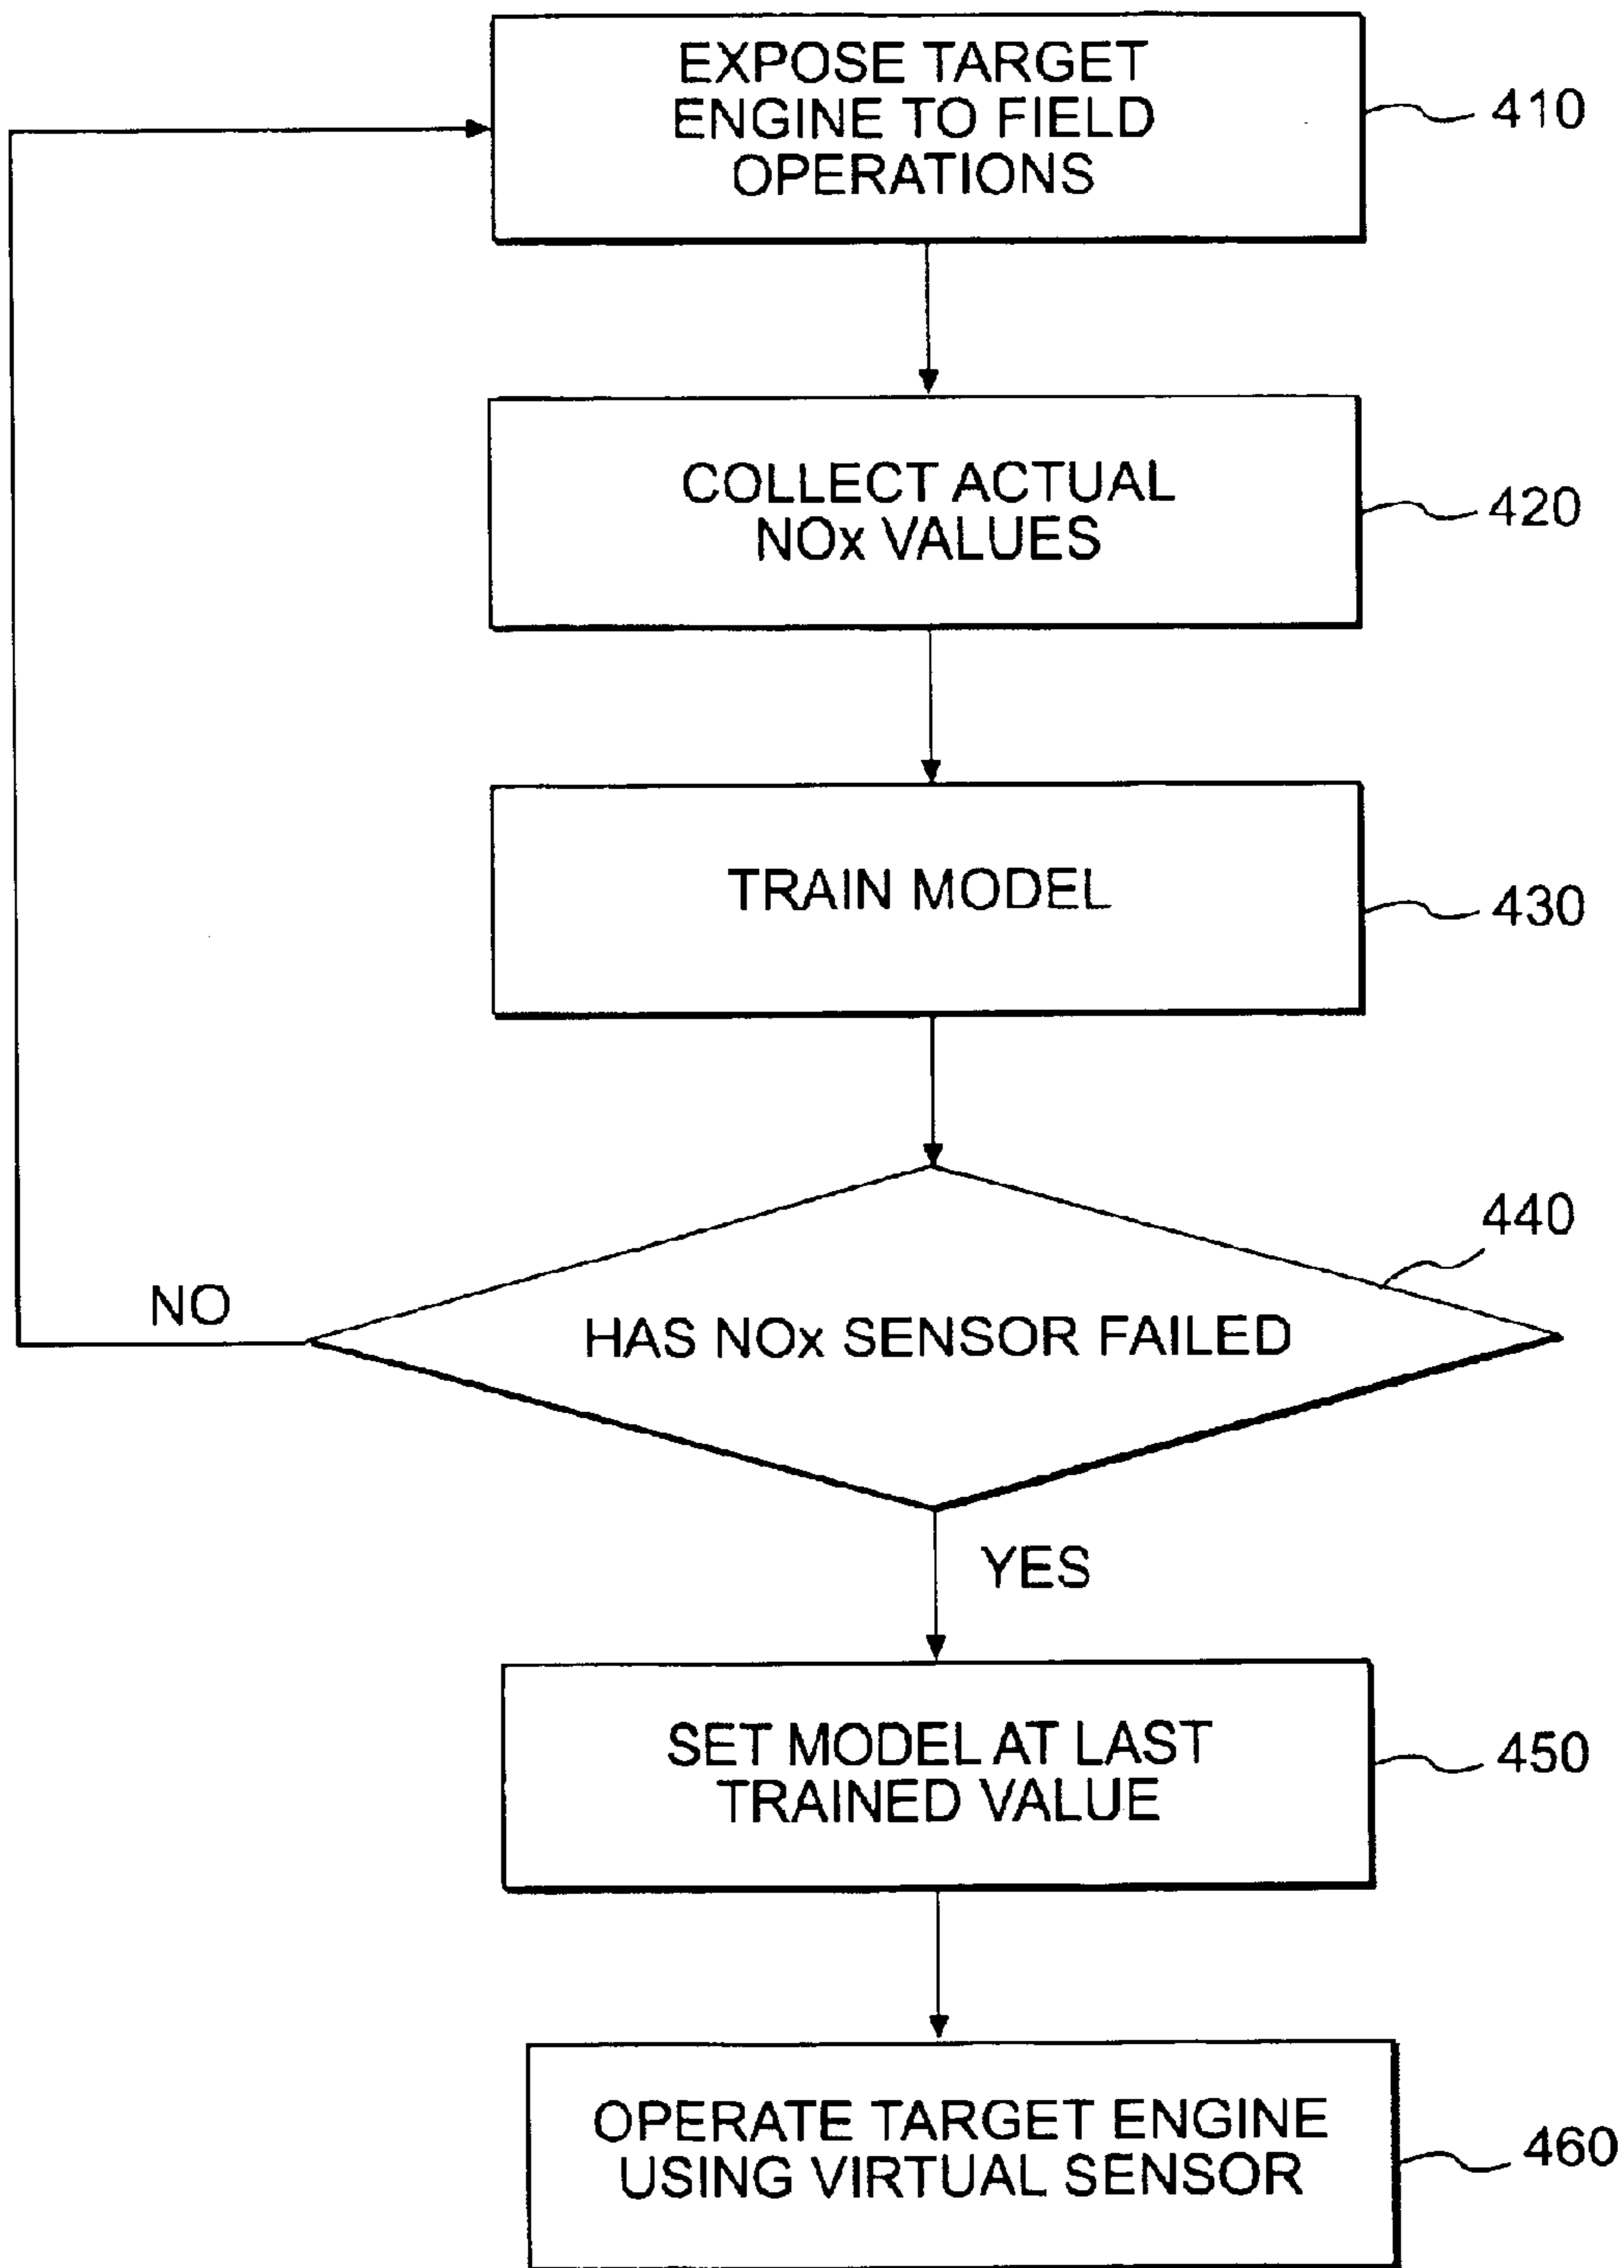 EXPOSE TARGET
ENGINE TO FIELD
OPERATIONS
410
COLLECT ACTUAL
NOx VALUES
420
TRAIN MODEL
430
440
HAS NOx SENSOR FAILED
NO
YES
SET MODEL AT LAST
TRAINED VALUE
450
OPERATE TARGET ENGINE
USING VIRTUAL SENSOR
460